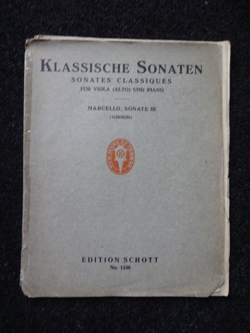 KLASSISCHE SONATEN
SONATES CLASSIQUES
FÜR VIOLA (ALTO) UND PIANO
MARCELLO, SONATE III
EDITION SCHOTT